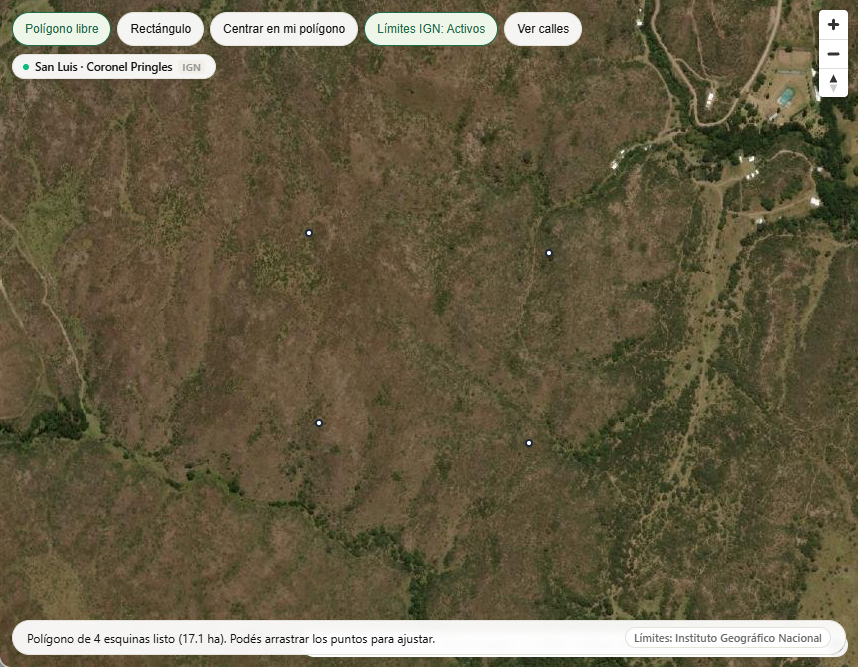 Polígono libre
Rectángulo
Centrar en mi polígono
Límites IGN: Activos
Ver calles
San Luis · Coronel Pringles IGN
Polígono de 4 esquinas listo (17.1 ha). Podés arrastrar los puntos para ajustar.
Límites: Instituto Geográfico Nacional